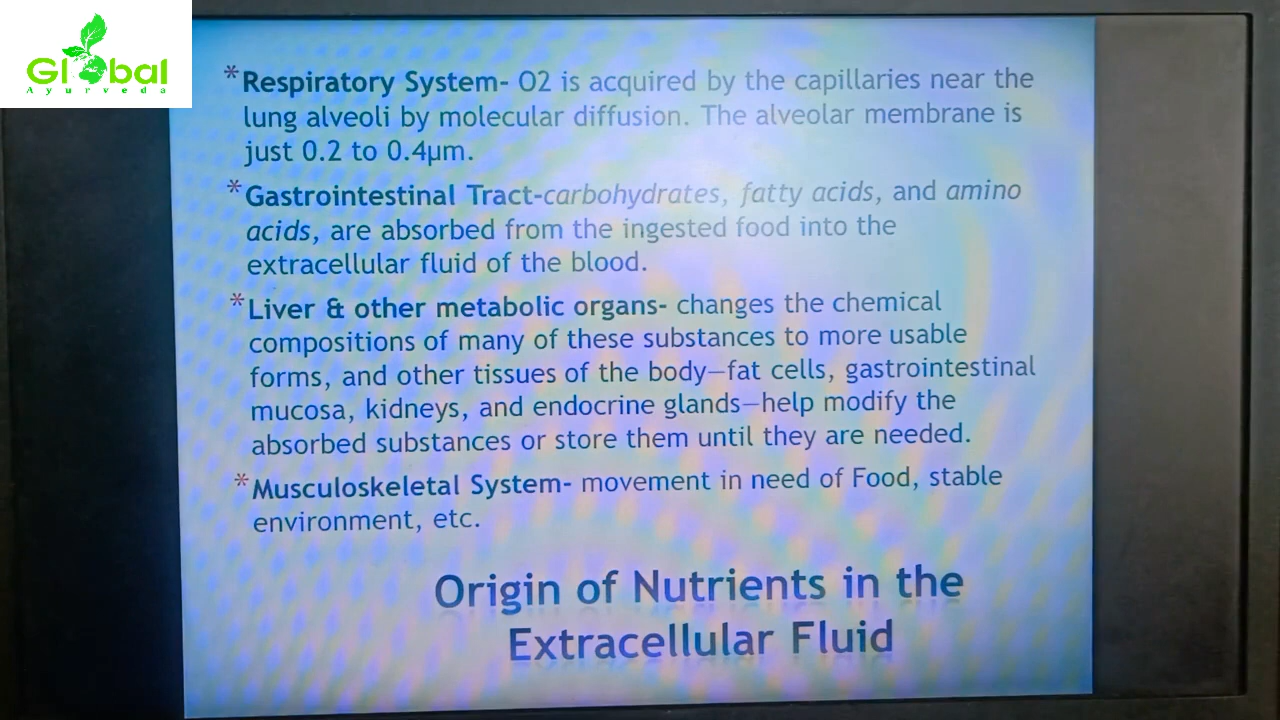 Global
Ayurveda
*Respiratory System- O2 is acquired by the capillaries near the
lung alveoli by molecular diffusion. The alveolar membrane is
just 0.2 to 0.4μm.
*Gastrointestinal Tract-carbohydrates, fatty acids, and amino
acids, are absorbed from the ingested food into the
extracellular fluid of the blood.
*Liver & other metabolic organs- changes the chemical
compositions of many of these substances to more usable
forms, and other tissues of the body—fat cells, gastrointestinal
mucosa, kidneys, and endocrine glands—help modify the
absorbed substances or store them until they are needed.
*Musculoskeletal System- movement in need of Food, stable
environment, etc.
Origin of Nutrients in the
Extracellular Fluid